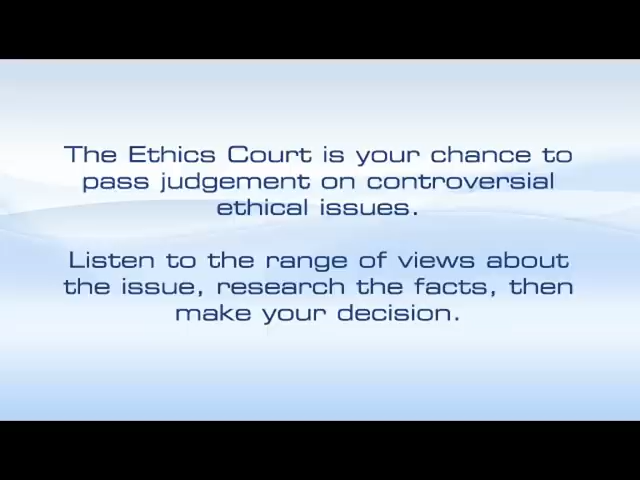 The Ethics Court is your chance to
pass judgement on controversial
ethical issues.
Listen to the range of views about
the issue, research the facts, then
make your decision.